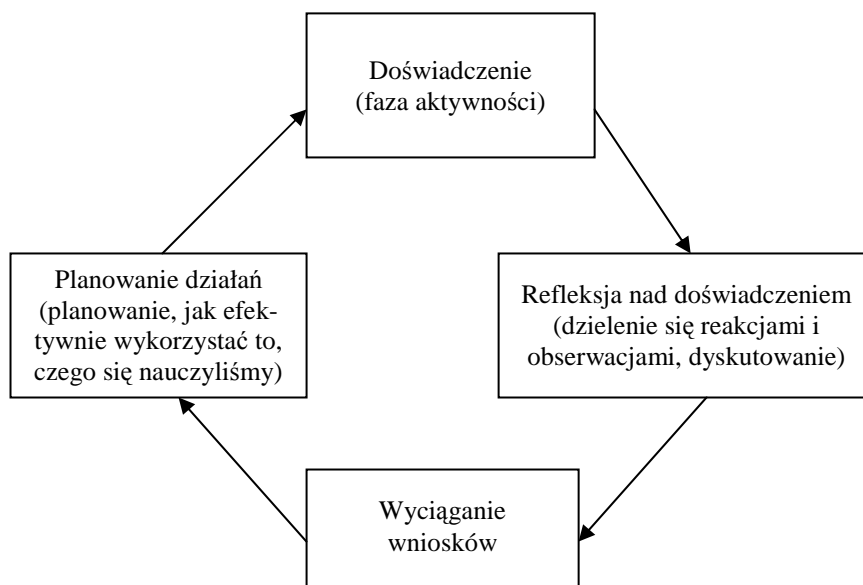 Doświadczenie
(faza aktywności)
Planowanie działań
(planowanie, jak efek-
tywnie wykorzystać to,
czego się nauczyliśmy)
Refleksja nad doświadczeniem
(dzielenie się reakcjami i
obserwacjami, dyskutowanie)
Wyciąganie
wniosków